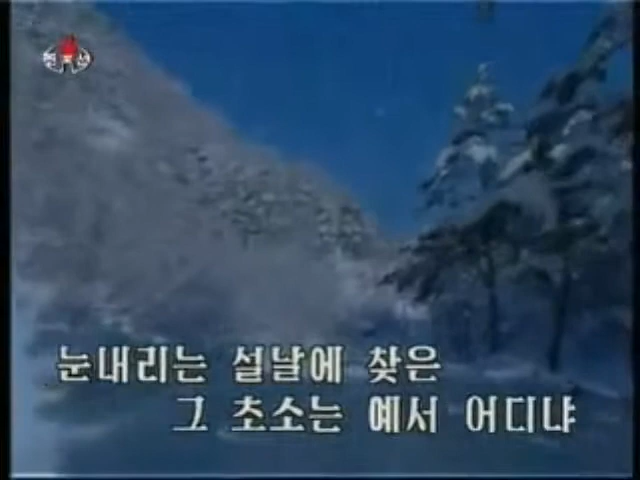 눈내리는 설날에 찾은
그 초소는 예서 어디냐